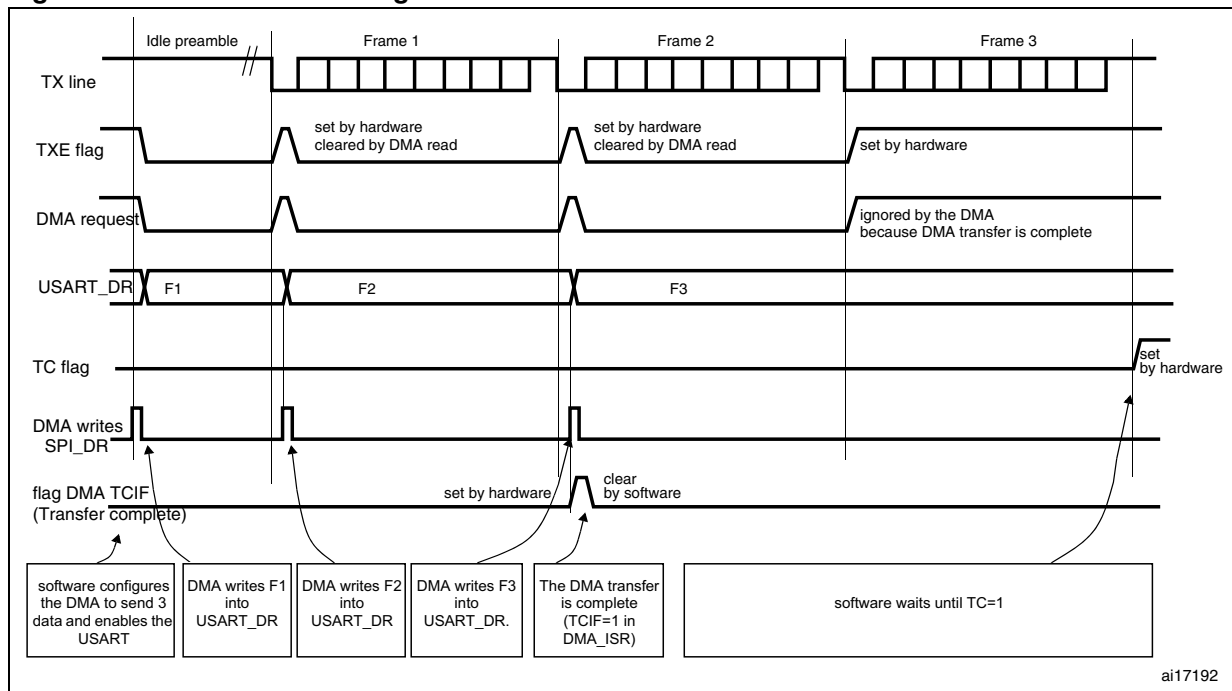 Idle preamble
Frame 1
Frame 2
Frame 3
TX line
TXE flag
set by hardware
cleared by DMA read
set by hardware
cleared by DMA read
set by hardware
DMA request
ignored by the DMA
because DMA transfer is complete
USART_DR
F1
F2
F3
TC flag
set
by hardware
DMA writes
SPI_DR
flag DMA TCIF
(Transfer complete)
set by hardware
clear
by software
software configures
the DMA to send 3
data and enables the
USART
DMA writes F1
into
USART_DR
DMA writes F2
into
USART_DR
DMA writes F3
into
USART_DR.
The DMA transfer
is complete
(TCIF=1 in
DMA_ISR)
software waits until TC=1
ai17192